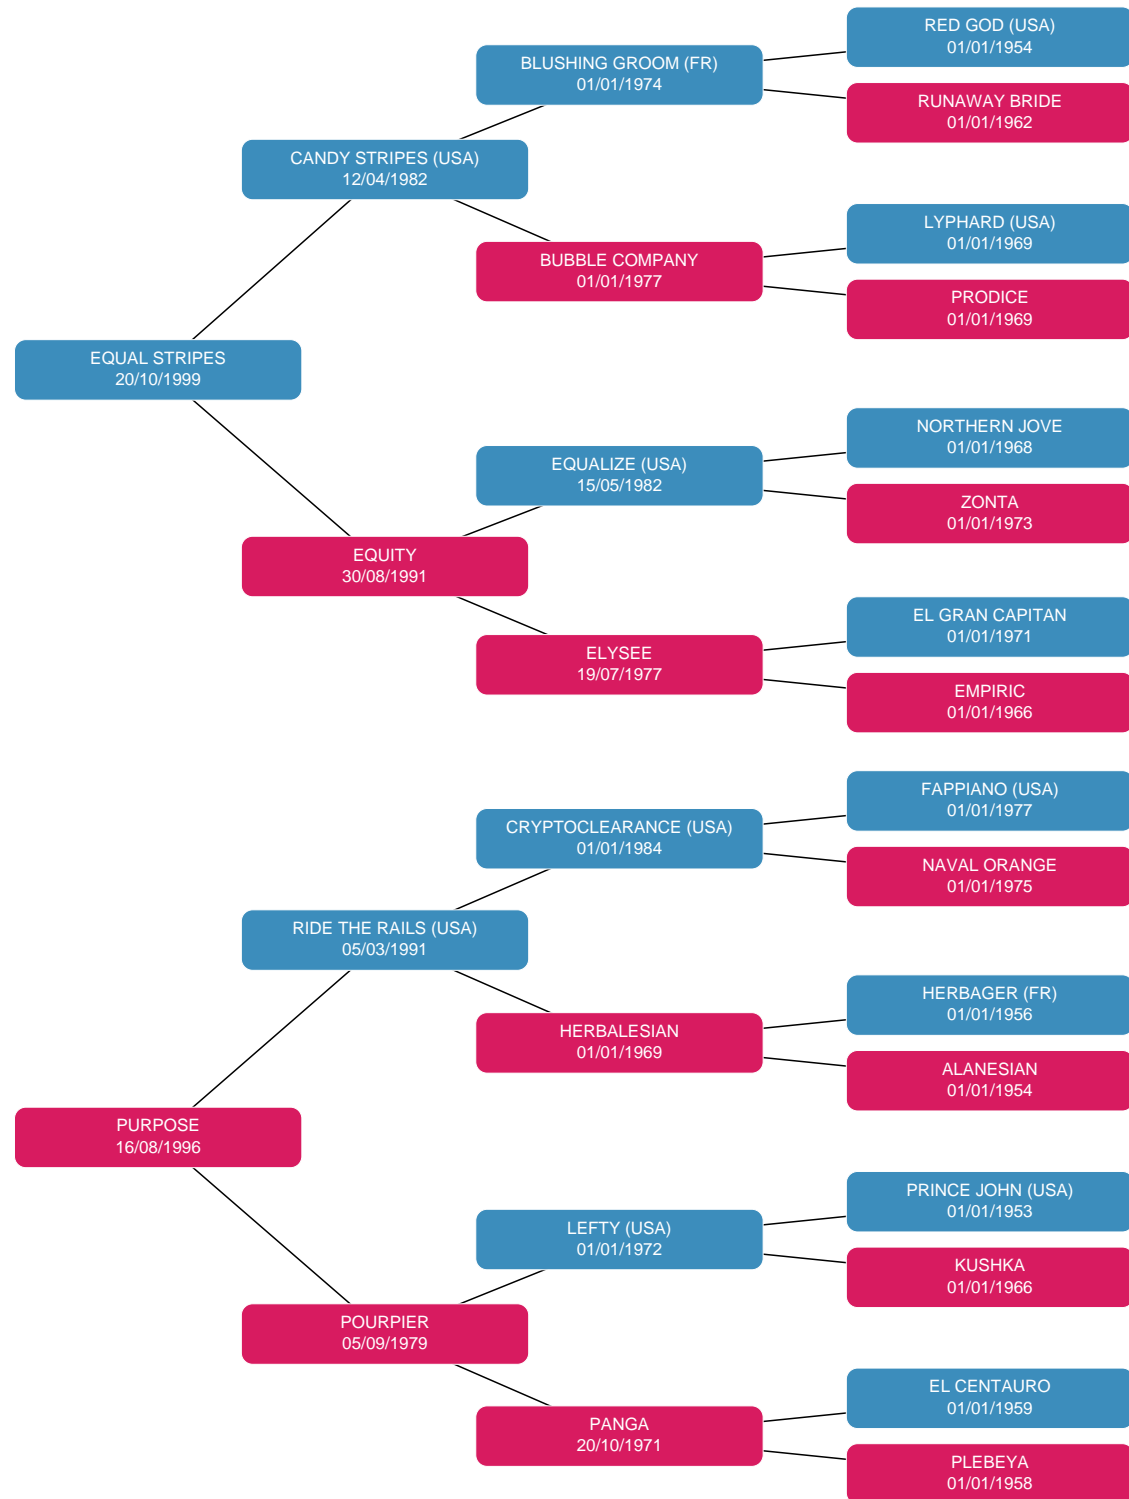 RED GOD (USA)
01/01/1954
BLUSHING GROOM (FR)
01/01/1974
RUNAWAY BRIDE
01/01/1962
CANDY STRIPES (USA)
12/04/1982
LYPHARD (USA)
01/01/1969
BUBBLE COMPANY
01/01/1977
PRODICE
01/01/1969
EQUAL STRIPES
20/10/1999
NORTHERN JOVE
01/01/1968
EQUALIZE (USA)
15/05/1982
ZONTA
01/01/1973
EQUITY
30/08/1991
EL GRAN CAPITAN
01/01/1971
ELYSEE
19/07/1977
EMPIRIC
01/01/1966
FAPPIANO (USA)
01/01/1977
CRYPTOCLEARANCE (USA)
01/01/1984
NAVAL ORANGE
01/01/1975
RIDE THE RAILS (USA)
05/03/1991
HERBAGER (FR)
01/01/1956
HERBALESIAN
01/01/1969
ALANESIAN
01/01/1954
PURPOSE
16/08/1996
PRINCE JOHN (USA)
01/01/1953
LEFTY (USA)
01/01/1972
KUSHKA
01/01/1966
POURPIER
05/09/1979
EL CENTAURO
01/01/1959
PANGA
20/10/1971
PLEBEYA
01/01/1958